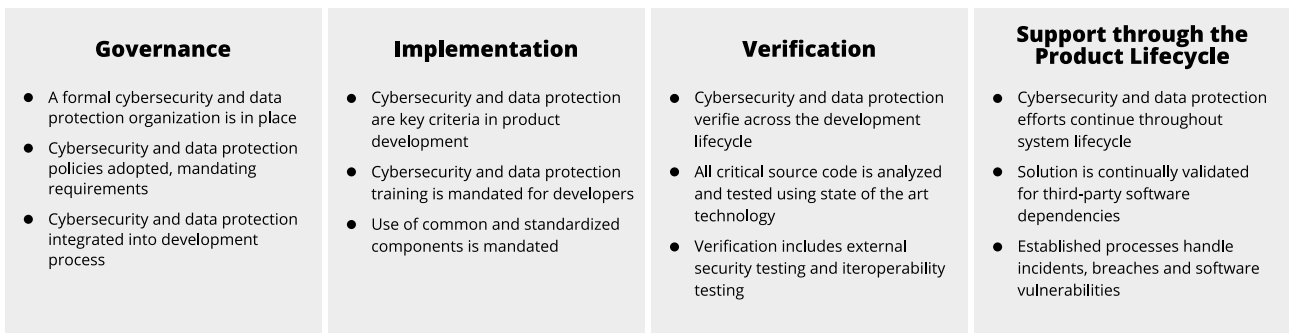 Governance
● A formal cybersecurity and data
protection organization is in place
● Cybersecurity and data protection
policies adopted, mandating
requirements
● Cybersecurity and data protection
integrated into development
process
Implementation
● Cybersecurity and data protection
are key criteria in product
development
● Cybersecurity and data protection
training is mandated for developers
● Use of common and standardized
components is mandated
Verification
● Cybersecurity and data protection
verifie across the development
lifecycle
● All critical source code is analyzed
and tested using state of the art
technology
● Verification includes external
security testing and iteroperability
testing
Support through the
Product Lifecycle
● Cybersecurity and data protection
efforts continue throughout
system lifecycle
● Solution is continually validated
for third-party software
dependencies
● Established processes handle
incidents, breaches and software
vulnerabilities